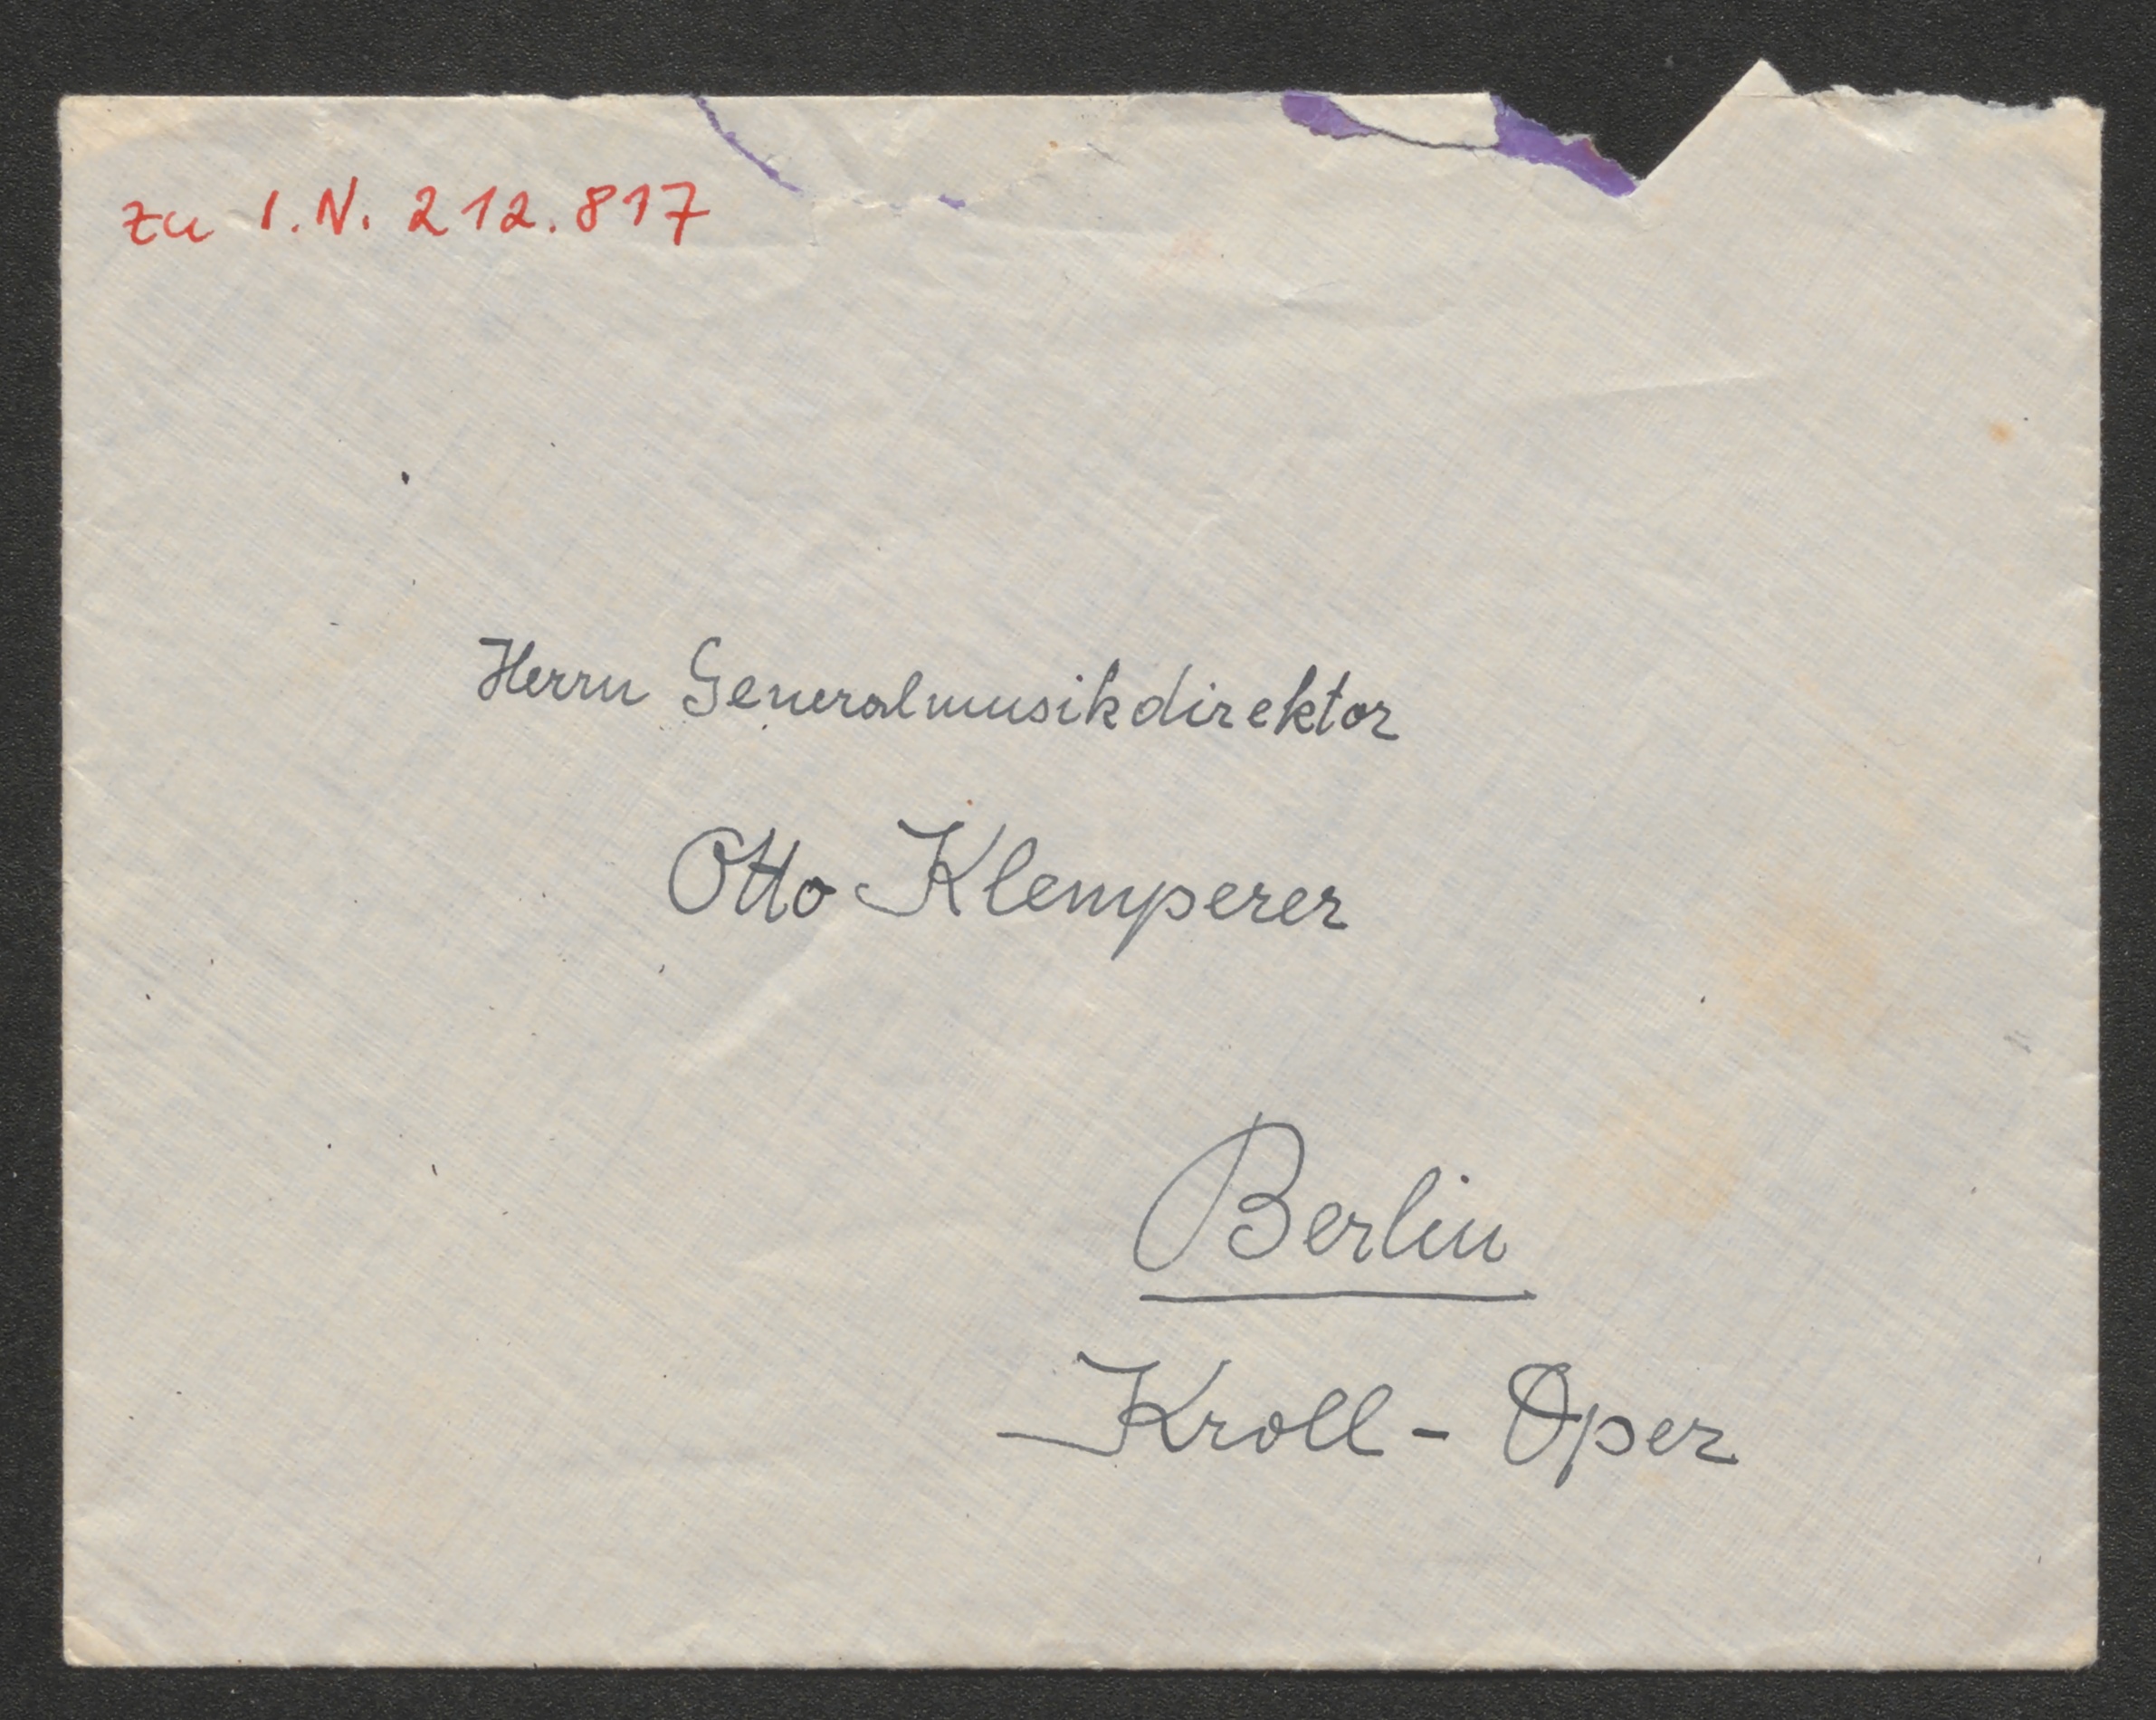 zu I.N. 212.817
Herrn Generalmusikdirektor
Otto Klemperer
Berlin
Kroll - Oper